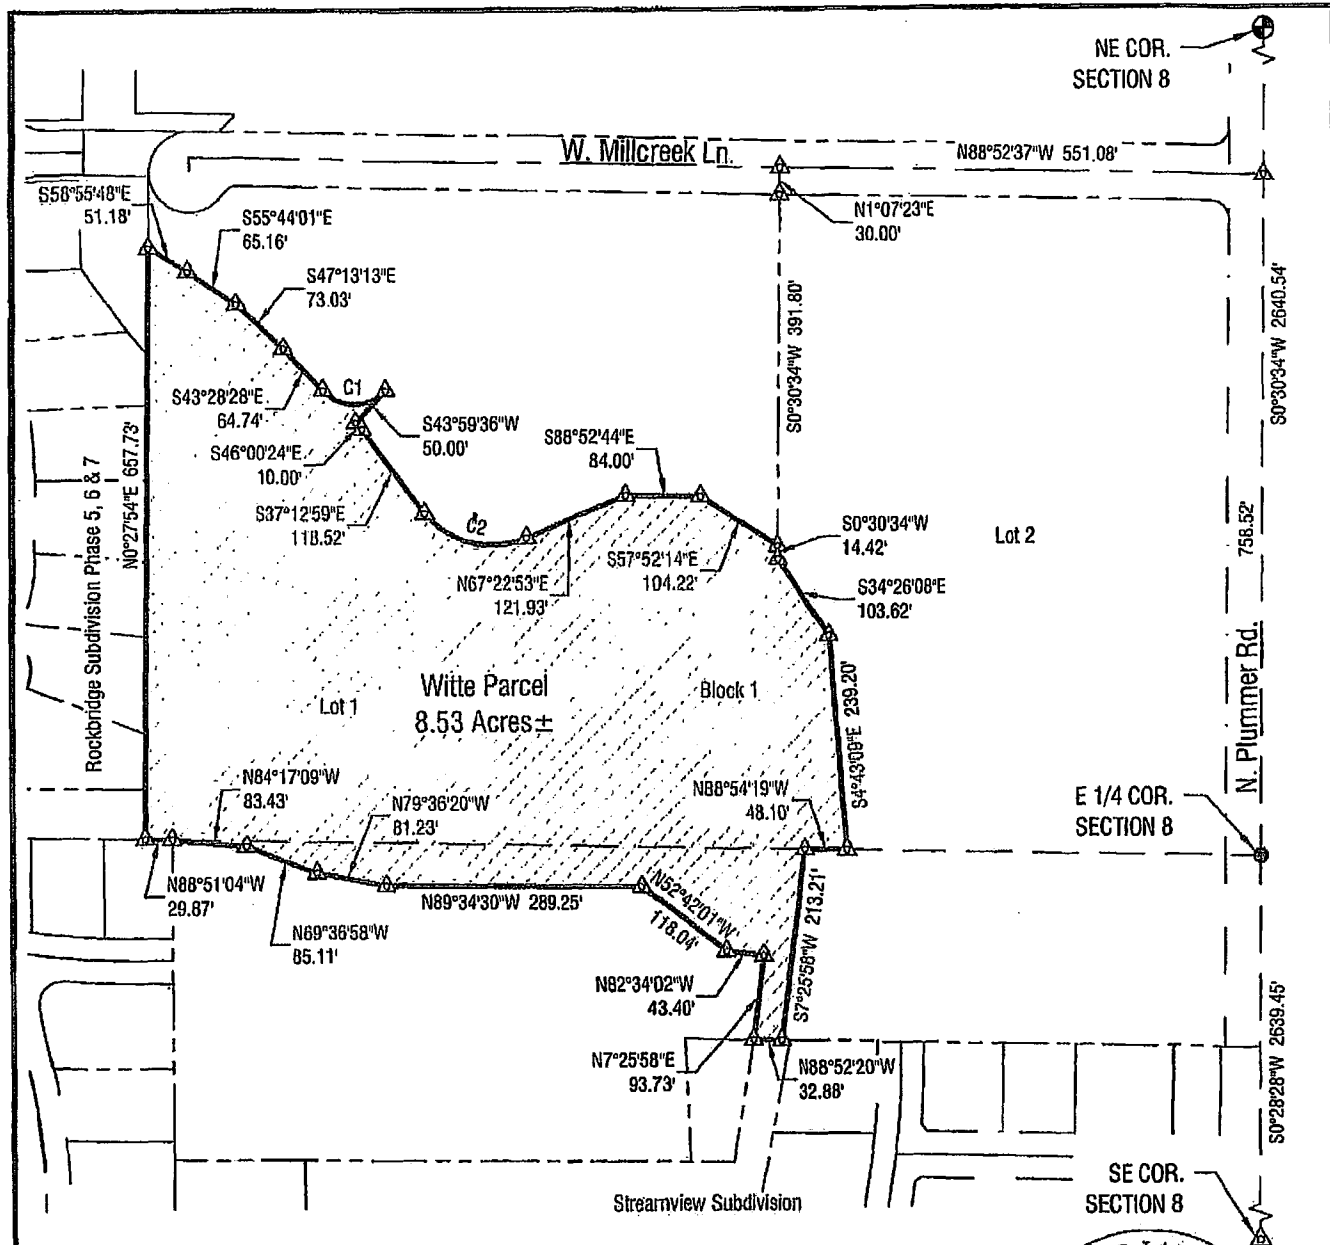 NE COR.
SECTION 8
W. Millcreek Ln.
N88°52'37"W 551.08'
S58°55'48"E
51.18'
S55°44'01"E
65.16'
N1°07'23"E
30.00'
S47°13'13"E
73.03'
S0°30'34"W 391.80'
S0°30'34"W 2640.54'
C1
S43°28'28"E
64.74'
S43°59'36"W
50.00'
S46°00'24"E
10.00'
S88°52'44"E
84.00'
N0°27'54"E 657.73'
Rockbridge Subdivision Phase 5, 6 & 7
S37°12'59"E
118.52'
C2
S0°30'34"W
14.42'
Lot 2
758.52'
N67°22'53"E
121.93'
S57°52'14"E
104.22'
S34°26'08"E
103.62'
N. Plummer Rd.
Witte Parcel
8.53 Acres±
Lot 1
Block 1
S4°43'09"E 239.20'
N84°17'09"W
83.43'
N79°36'20"W
81.23'
N88°54'19"W
48.10'
E 1/4 COR.
SECTION 8
N88°51'04"W
29.87'
N89°34'30"W 289.25'
N52°42'01"W
118.04'
S7°25'58"W 213.21'
N69°36'58"W
85.11'
N82°34'02"W
43.40'
N7°25'58"E
93.73'
N88°52'20"W
32.88'
S0°28'28"W 2639.45'
Streamview Subdivision
SE COR.
SECTION 8